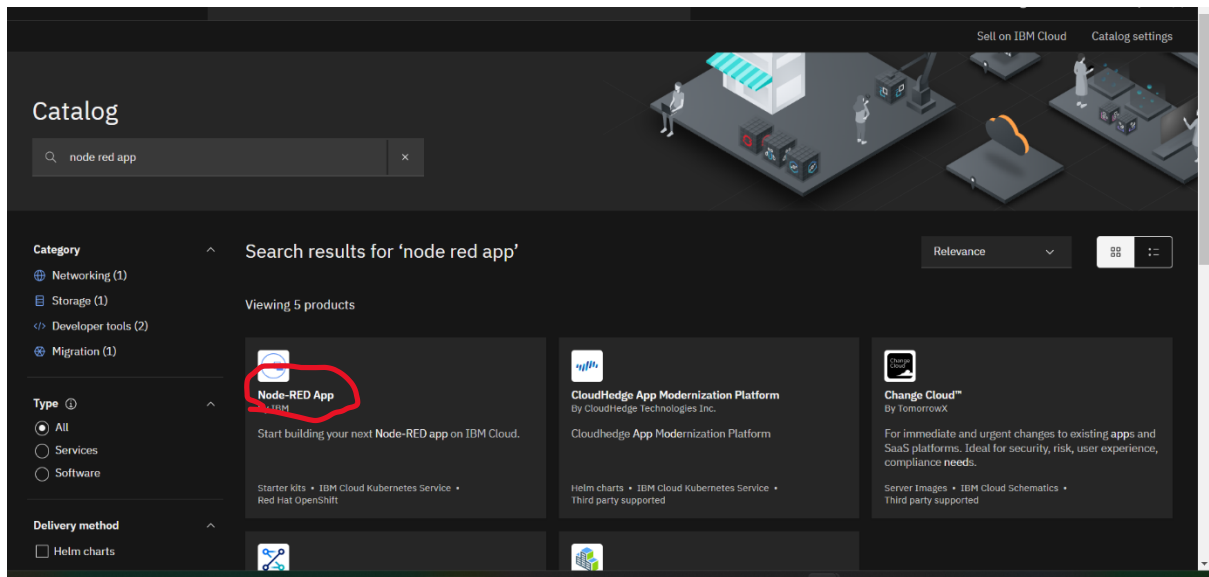 Sell on IBM Cloud Catalog settings
Catalog
node red app
Category
Networking (1)
Storage (1)
Developer tools (2)
Migration (1)
Type
All
Services
Software
Delivery method
Helm charts
Search results for ‘node red app’
Relevance
Viewing 5 products
Node-RED App
By IBM
Start building your next Node-RED app on IBM Cloud.
Starter kits • IBM Cloud Kubernetes Service •
Red Hat OpenShift
CloudHedge App Modernization Platform
By CloudHedge Technologies Inc.
Cloudhedge App Modernization Platform
Helm charts • IBM Cloud Kubernetes Service •
Third party supported
Change
Cloud
Change Cloud™
By TomorrowX
For immediate and urgent changes to existing apps and
SaaS platforms. Ideal for security, risk, user experience,
compliance needs.
Server Images • IBM Cloud Schematics •
Third party supported